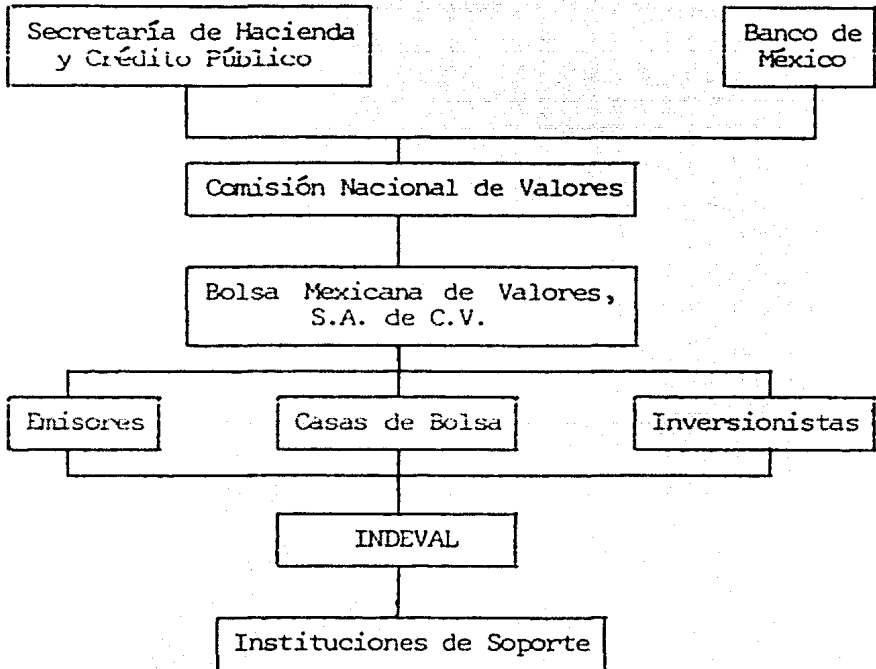 Secretaría de Hacienda
y Crédito Público
Banco de
México
Comisión Nacional de Valores
Bolsa Mexicana de Valores,
S.A. de C.V.
Emisores
Casas de Bolsa
Inversionistas
INDEVAL
Instituciones de Soporte